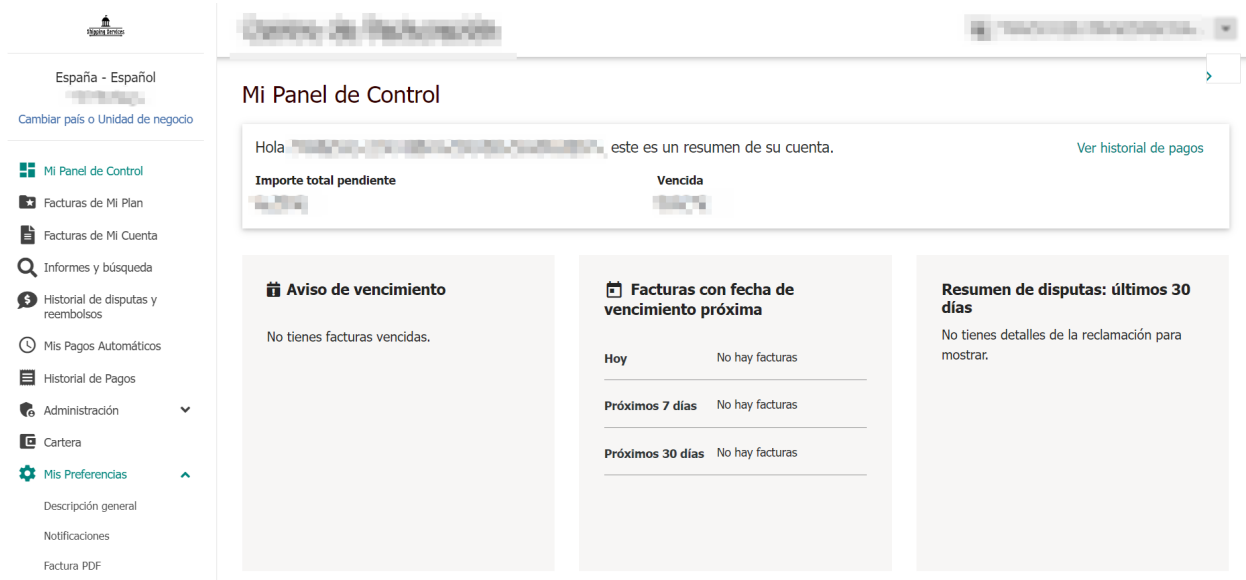 Shipping Services
España - Español
Cambiar país o Unidad de negocio
Mi Panel de Control
Facturas de Mi Plan
Facturas de Mi Cuenta
Informes y búsqueda
Historial de disputas y
reembolsos
Mis Pagos Automáticos
Historial de Pagos
Administración
Cartera
Mis Preferencias
Descripción general
Notificaciones
Factura PDF
Mi Panel de Control
Hola este es un resumen de su cuenta.
Ver historial de pagos
Importe total pendiente
Vencida
Aviso de vencimiento
No tienes facturas vencidas.
Facturas con fecha de
vencimiento próxima
Hoy No hay facturas
Próximos 7 días No hay facturas
Próximos 30 días No hay facturas
Resumen de disputas: últimos 30
días
No tienes detalles de la reclamación para
mostrar.